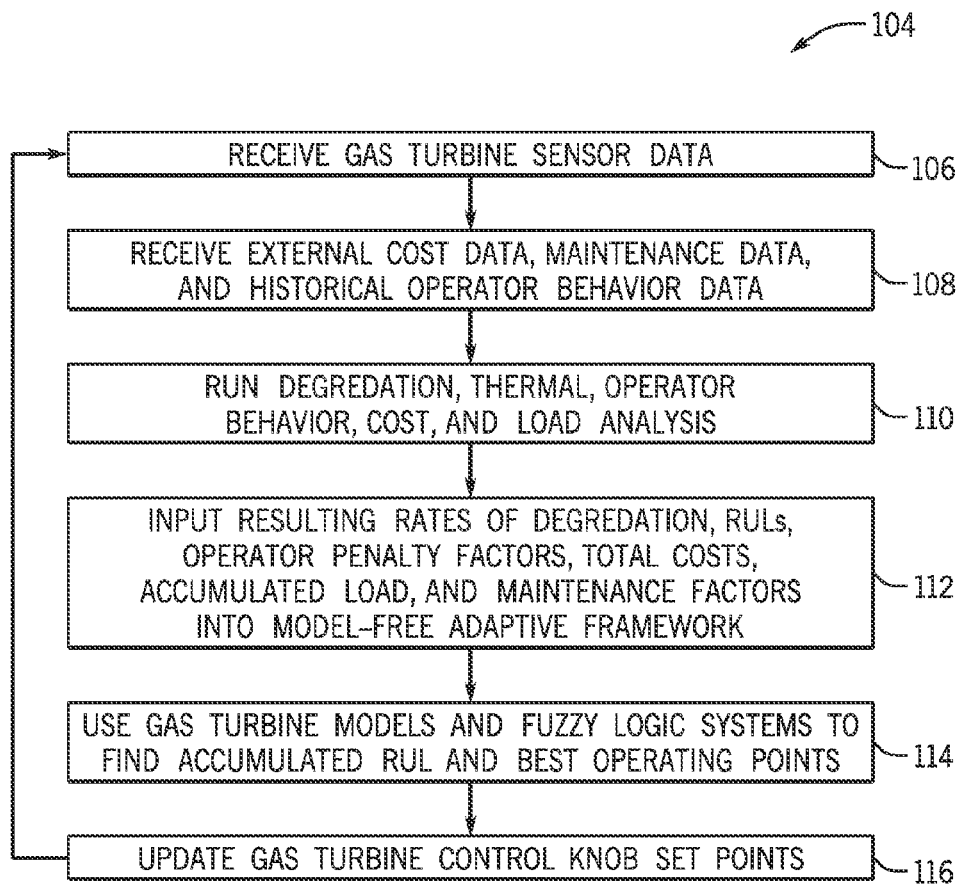 104
RECEIVE GAS TURBINE SENSOR DATA
106
RECEIVE EXTERNAL COST DATA, MAINTENANCE DATA,
AND HISTORICAL OPERATOR BEHAVIOR DATA
108
RUN DEGREDATION, THERMAL, OPERATOR
BEHAVIOR, COST, AND LOAD ANALYSIS
110
INPUT RESULTING RATES OF DEGREDATION, RULs,
OPERATOR PENALTY FACTORS, TOTAL COSTS,
ACCUMULATED LOAD, AND MAINTENANCE FACTORS
INTO MODEL-FREE ADAPTIVE FRAMEWORK
112
USE GAS TURBINE MODELS AND FUZZY LOGIC SYSTEMS TO
FIND ACCUMULATED RUL AND BEST OPERATING POINTS
114
UPDATE GAS TURBINE CONTROL KNOB SET POINTS
116